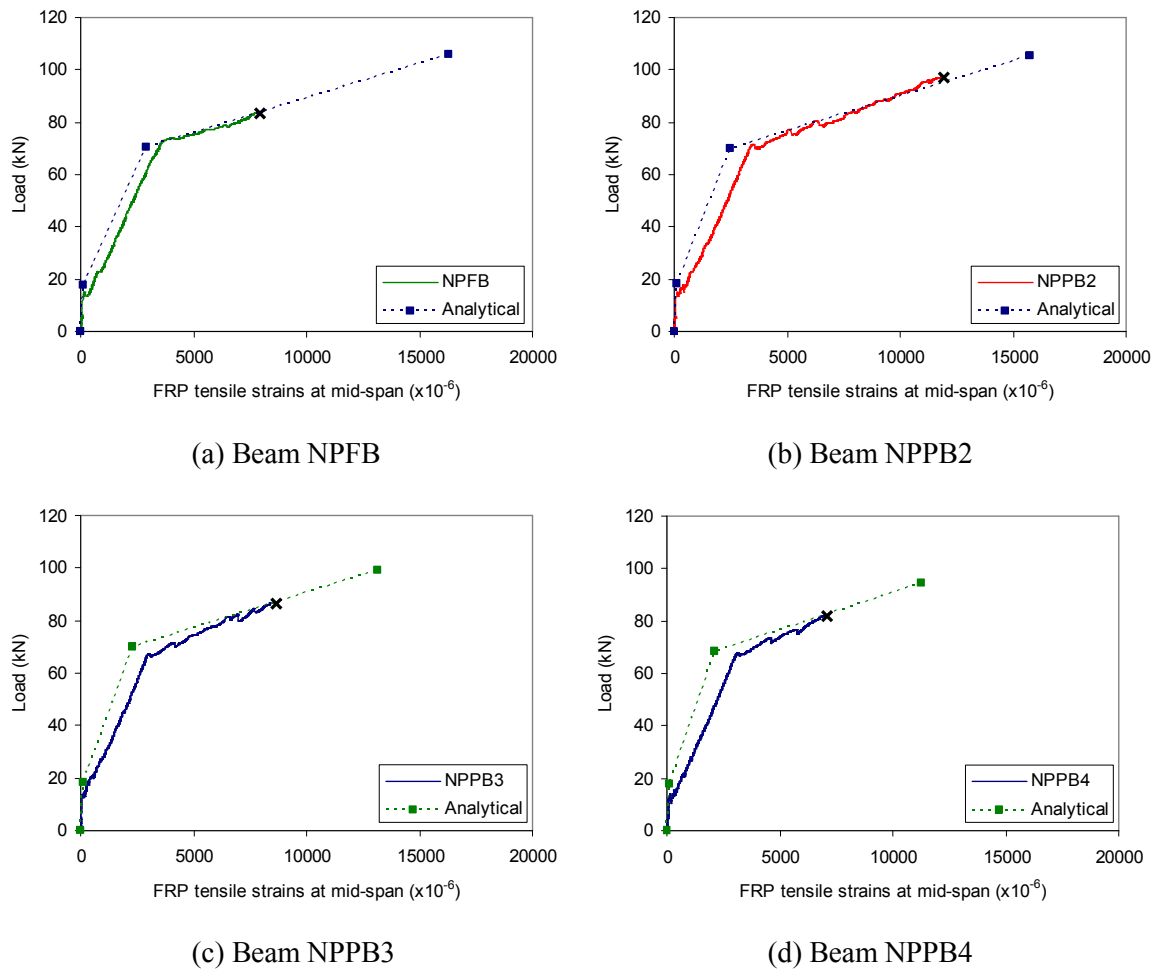 120
100
80
60
40
20
0
Load (kN)
NPFB
Analytical
0 5000 10000 15000 20000
FRP tensile strains at mid-span (x10-6)
(a) Beam NPFB
120
100
80
60
40
20
0
Load (kN)
NPPB2
Analytical
0 5000 10000 15000 20000
FRP tensile strains at mid-span (x10-6)
(b) Beam NPPB2
120
100
80
60
40
20
0
Load (kN)
NPPB3
Analytical
0 5000 10000 15000 20000
FRP tensile strains at mid-span (x10-6)
(c) Beam NPPB3
120
100
80
60
40
20
0
Load (kN)
NPPB4
Analytical
0 5000 10000 15000 20000
FRP tensile strains at mid-span (x10-6)
(d) Beam NPPB4